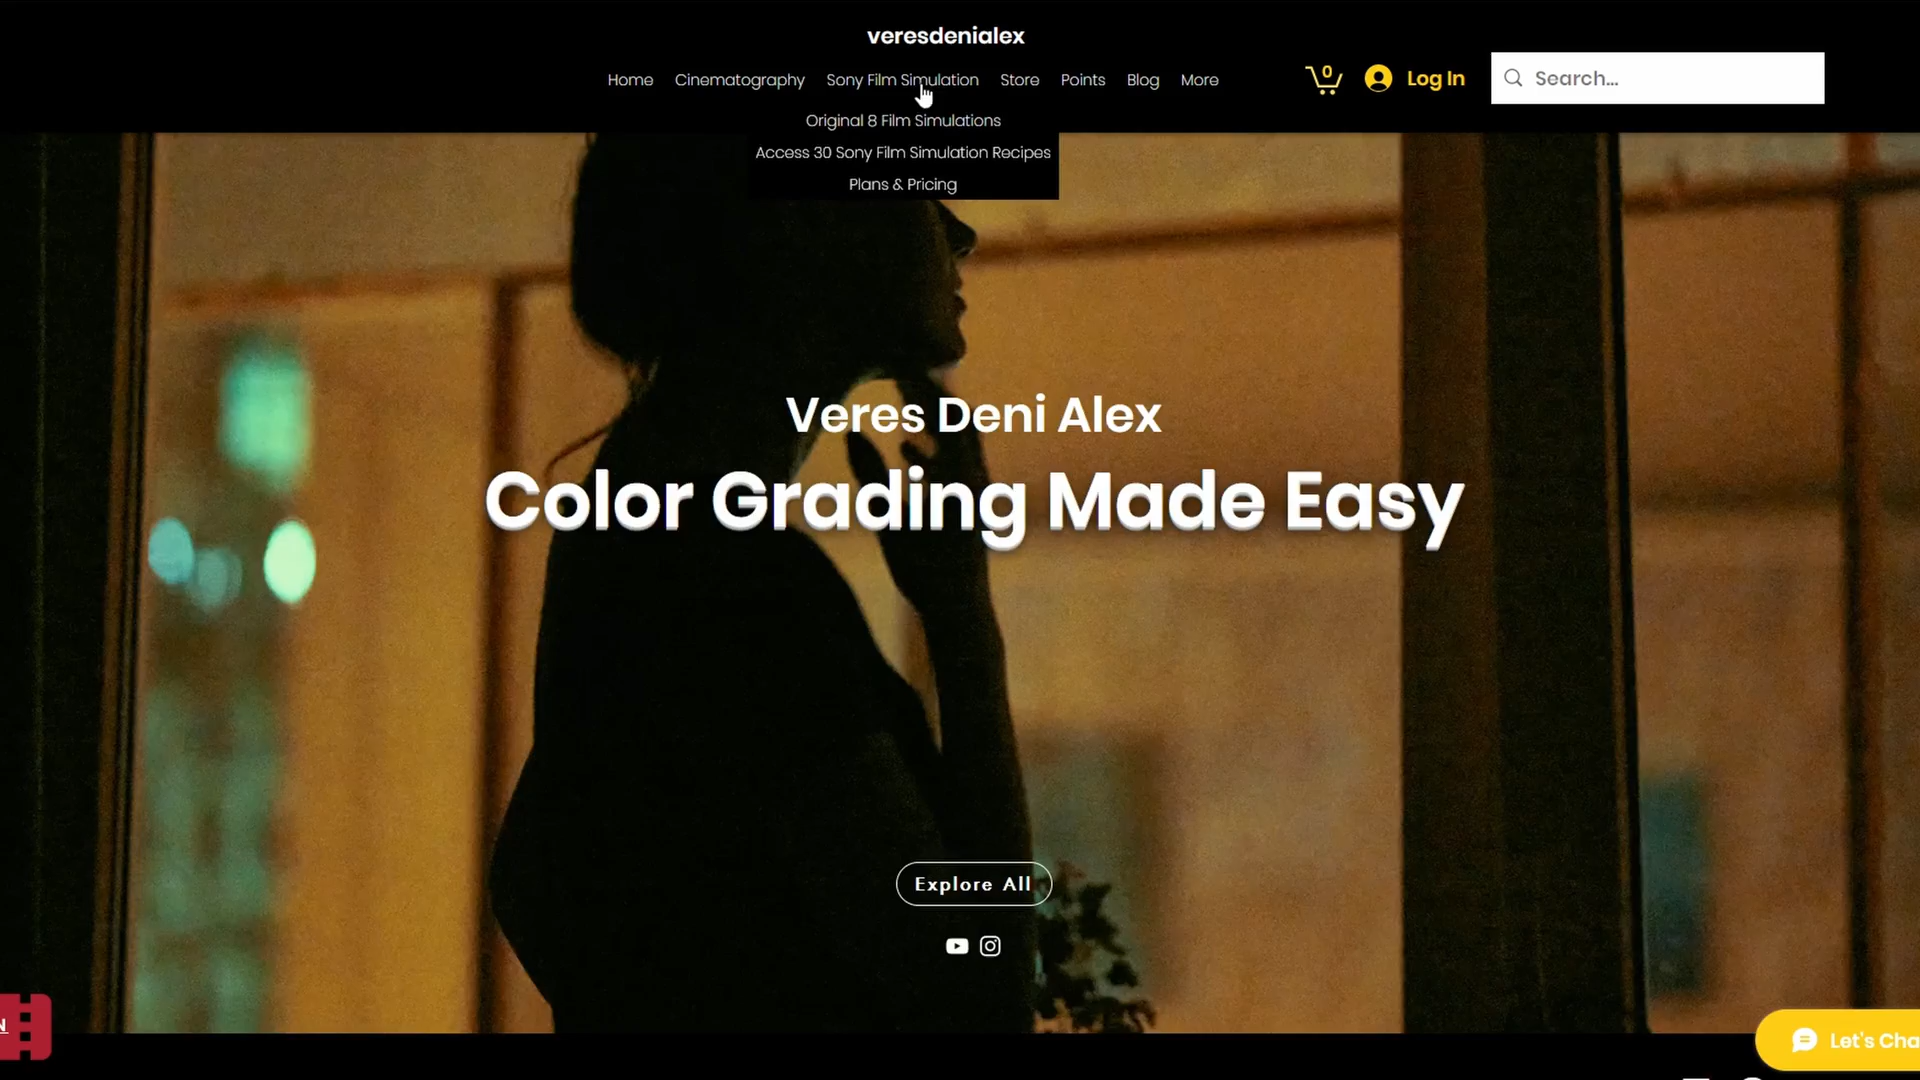 veresdenialex
Home Cinematography Sony Film Simulation Store Points Blog More
0 Log In Search...
Original 8 Film Simulations
Access 30 Sony Film Simulation Recipes
Plans & Pricing
Veres Deni Alex
Color Grading Made Easy
Explore All
N
Let's Cha